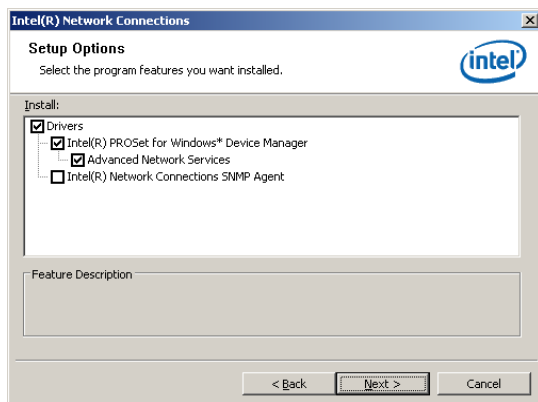 Intel(R) Network Connections
Setup Options
Select the program features you want installed.
intel
Install:
Drivers
Intel(R) PROSet for Windows* Device Manager
Advanced Network Services
Intel(R) Network Connections SNMP Agent
Feature Description
< Back
Next >
Cancel